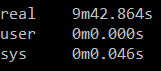 real    9m42.864s
user    0m0.000s
sys     0m0.046s